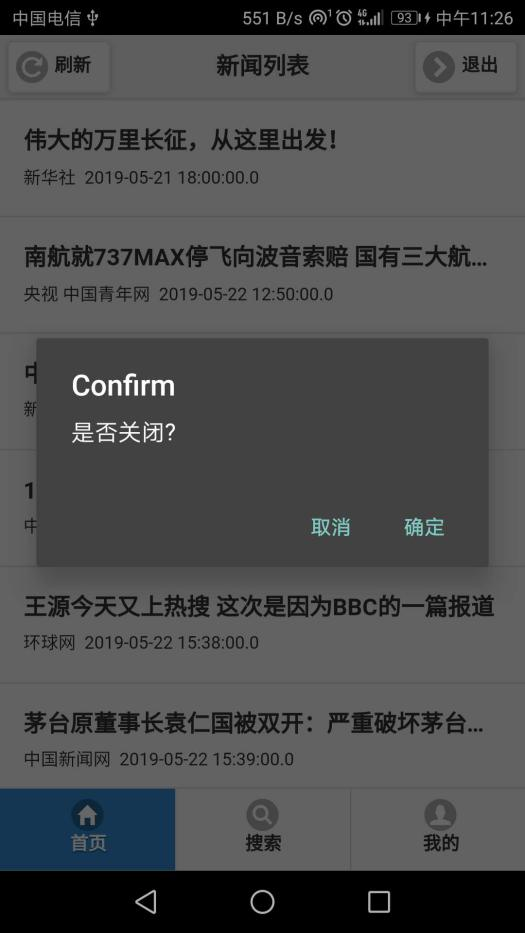 中国电信 551 B/s 4G 93 中午11:26
刷新 新闻列表 退出
伟大的万里长征，从这里出发！
新华社 2019-05-21 18:00:00.0
南航就737MAX停飞向波音索赔 国有三大航...
央视 中国青年网 2019-05-22 12:50:00.0
Confirm
是否关闭?
取消 确定
王源今天又上热搜 这次是因为BBC的一篇报道
环球网 2019-05-22 15:38:00.0
茅台原董事长袁仁国被双开：严重破坏茅台...
中国新闻网 2019-05-22 15:39:00.0
首页 搜索 我的